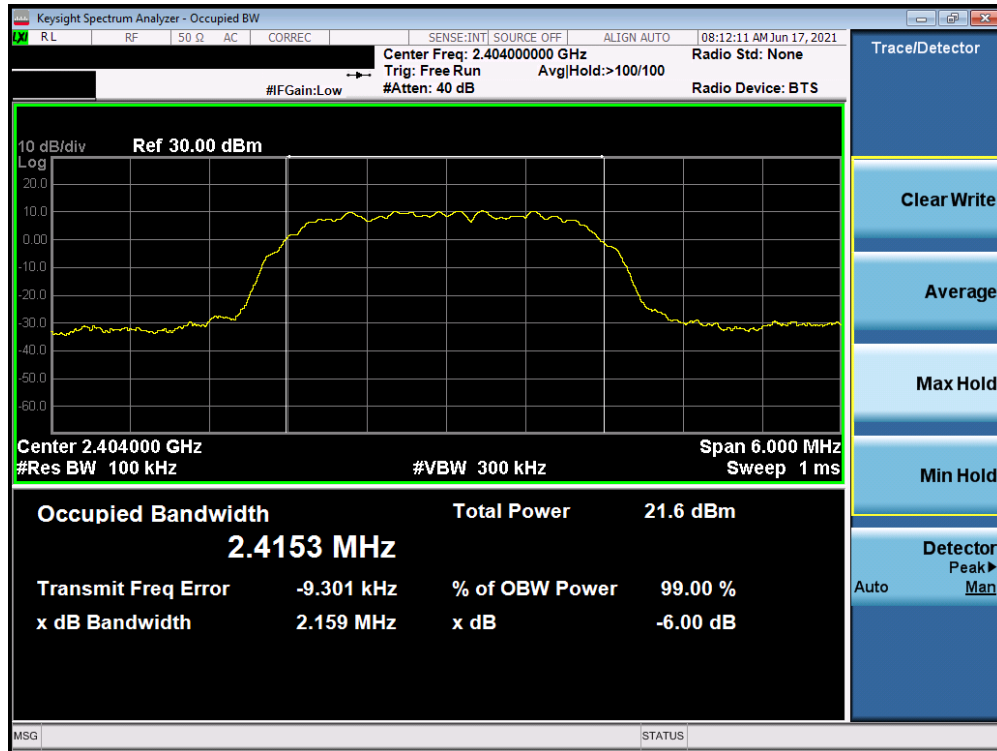 Keysight Spectrum Analyzer - Occupied BW
LXI RL RF 50 Ω AC CORREC SENSE:INT SOURCE OFF ALIGN AUTO 08:12:11 AM Jun 17, 2021
Center Freq: 2.404000000 GHz Radio Std: None
Trig: Free Run Avg|Hold:>100/100
#IFGain:Low #Atten: 40 dB Radio Device: BTS
10 dB/div Ref 30.00 dBm
Log
20.0
10.0
0.00
-10.0
-20.0
-30.0
-40.0
-50.0
-60.0
Center 2.404000 GHz Span 6.000 MHz
#Res BW 100 kHz #VBW 300 kHz Sweep 1 ms
Occupied Bandwidth Total Power 21.6 dBm
2.4153 MHz
Transmit Freq Error -9.301 kHz % of OBW Power 99.00 %
x dB Bandwidth 2.159 MHz x dB -6.00 dB
MSG STATUS
Trace/Detector
Clear Write
Average
Max Hold
Min Hold
Detector
Peak▶
Auto Man